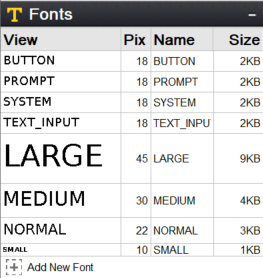 T Fonts –
View Pix Name Size
BUTTON 18 BUTTON 2KB
PROMPT 18 PROMPT 2KB
SYSTEM 18 SYSTEM 2KB
TEXT_INPUT 18 TEXT_INPU 2KB
LARGE 45 LARGE 9KB
MEDIUM 30 MEDIUM 4KB
NORMAL 22 NORMAL 3KB
SMALL 10 SMALL 1KB
Add New Font